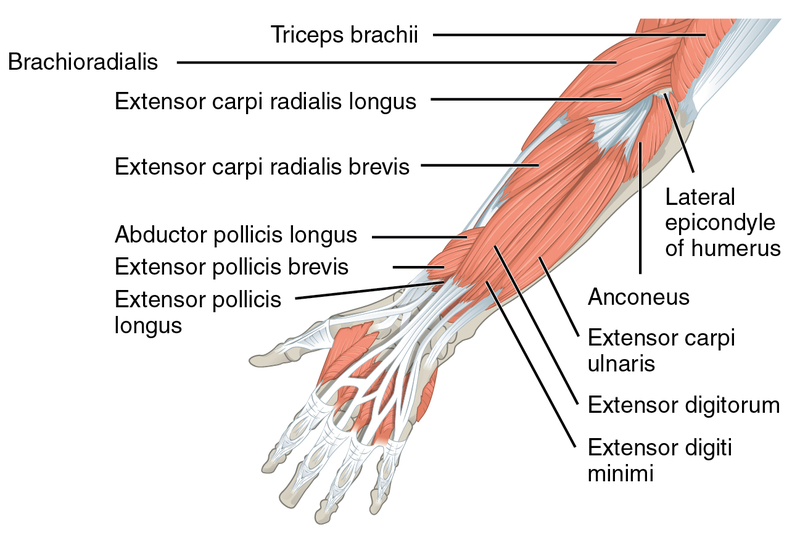 Triceps brachii
Brachioradialis
Extensor carpi radialis longus
Extensor carpi radialis brevis
Abductor pollicis longus
Extensor pollicis brevis
Extensor pollicis
longus
Lateral
epicondyle
of humerus
Anconeus
Extensor carpi
ulnaris
Extensor digitorum
Extensor digiti
minimi